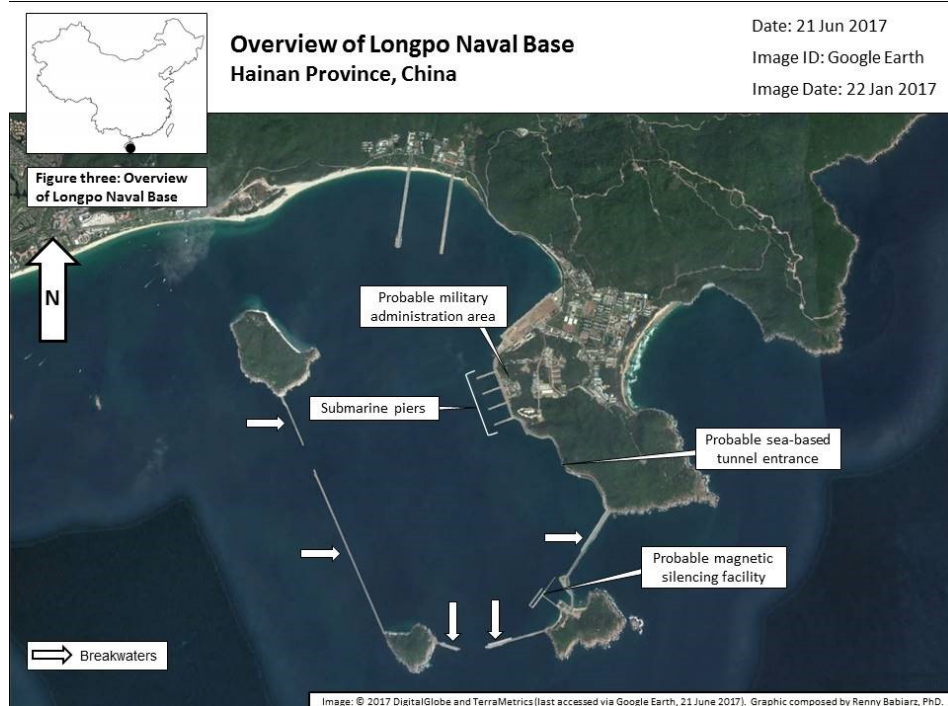 Overview of Longpo Naval Base
Hainan Province, China
Date: 21 Jun 2017
Image ID: Google Earth
Image Date: 22 Jan 2017
Figure three: Overview
of Longpo Naval Base
N
Probable military
administration area
Submarine piers
Probable sea-based
tunnel entrance
Probable magnetic
silencing facility
Breakwaters
Image: © 2017 DigitalGlobe and TerraMetrics (last accessed via Google Earth, 21 June 2017).  Graphic composed by Renny Babiarz, PhD.